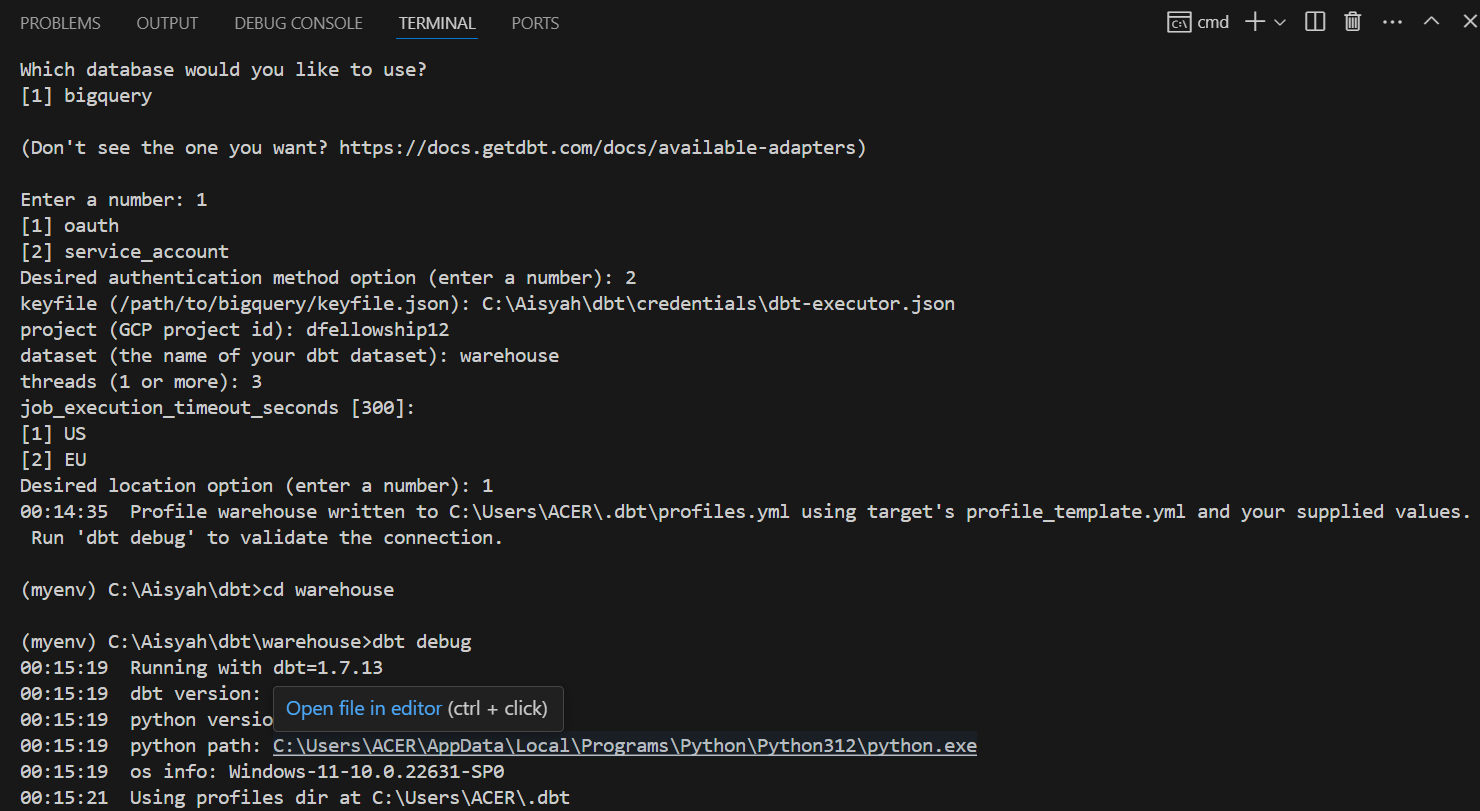 PROBLEMS OUTPUT DEBUG CONSOLE TERMINAL PORTS cmd
Which database would you like to use?
[1] bigquery
(Don't see the one you want? https://docs.getdbt.com/docs/available-adapters)
Enter a number: 1
[1] oauth
[2] service_account
Desired authentication method option (enter a number): 2
keyfile (/path/to/bigquery/keyfile.json): C:\Aisyah\dbt\credentials\dbt-executor.json
project (GCP project id): dfellowship12
dataset (the name of your dbt dataset): warehouse
threads (1 or more): 3
job_execution_timeout_seconds [300]:
[1] US
[2] EU
Desired location option (enter a number): 1
00:14:35  Profile warehouse written to C:\Users\ACER\.dbt\profiles.yml using target's profile_template.yml and your supplied values.
Run 'dbt debug' to validate the connection.
(myenv) C:\Aisyah\dbt>cd warehouse
(myenv) C:\Aisyah\dbt\warehouse>dbt debug
00:15:19  Running with dbt=1.7.13
00:15:19  dbt version:
Open file in editor (ctrl + click)
00:15:19  python versio
00:15:19  python path: C:\Users\ACER\AppData\Local\Programs\Python\Python312\python.exe
00:15:19  os info: Windows-11-10.0.22631-SP0
00:15:21  Using profiles dir at C:\Users\ACER\.dbt